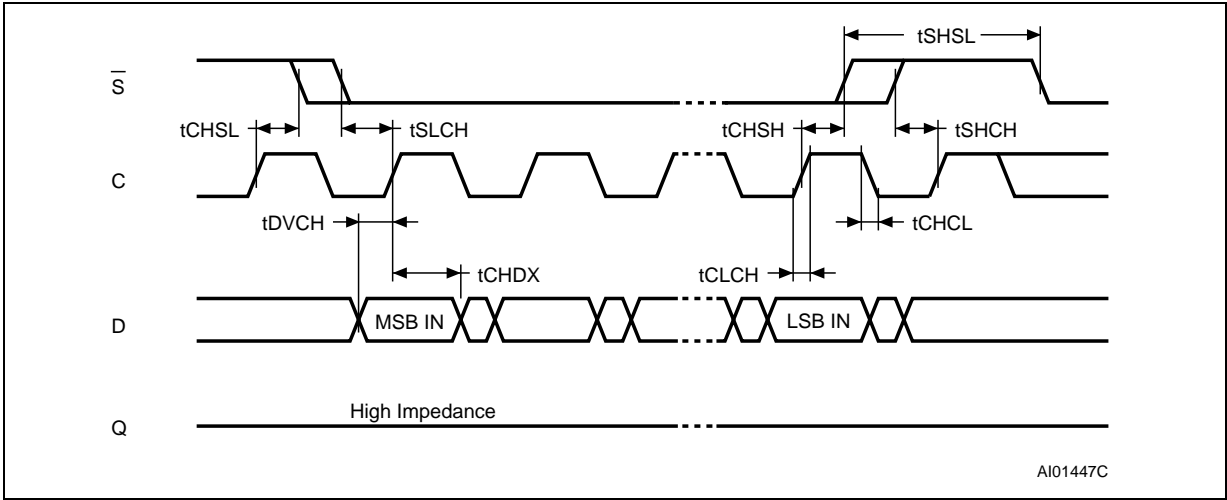 tSHSL
S̅
tCHSL
tSLCH
tCHSH
tSHCH
C
tDVCH
tCHCL
tCHDX
tCLCH
D
MSB IN
LSB IN
High Impedance
Q
AI01447C